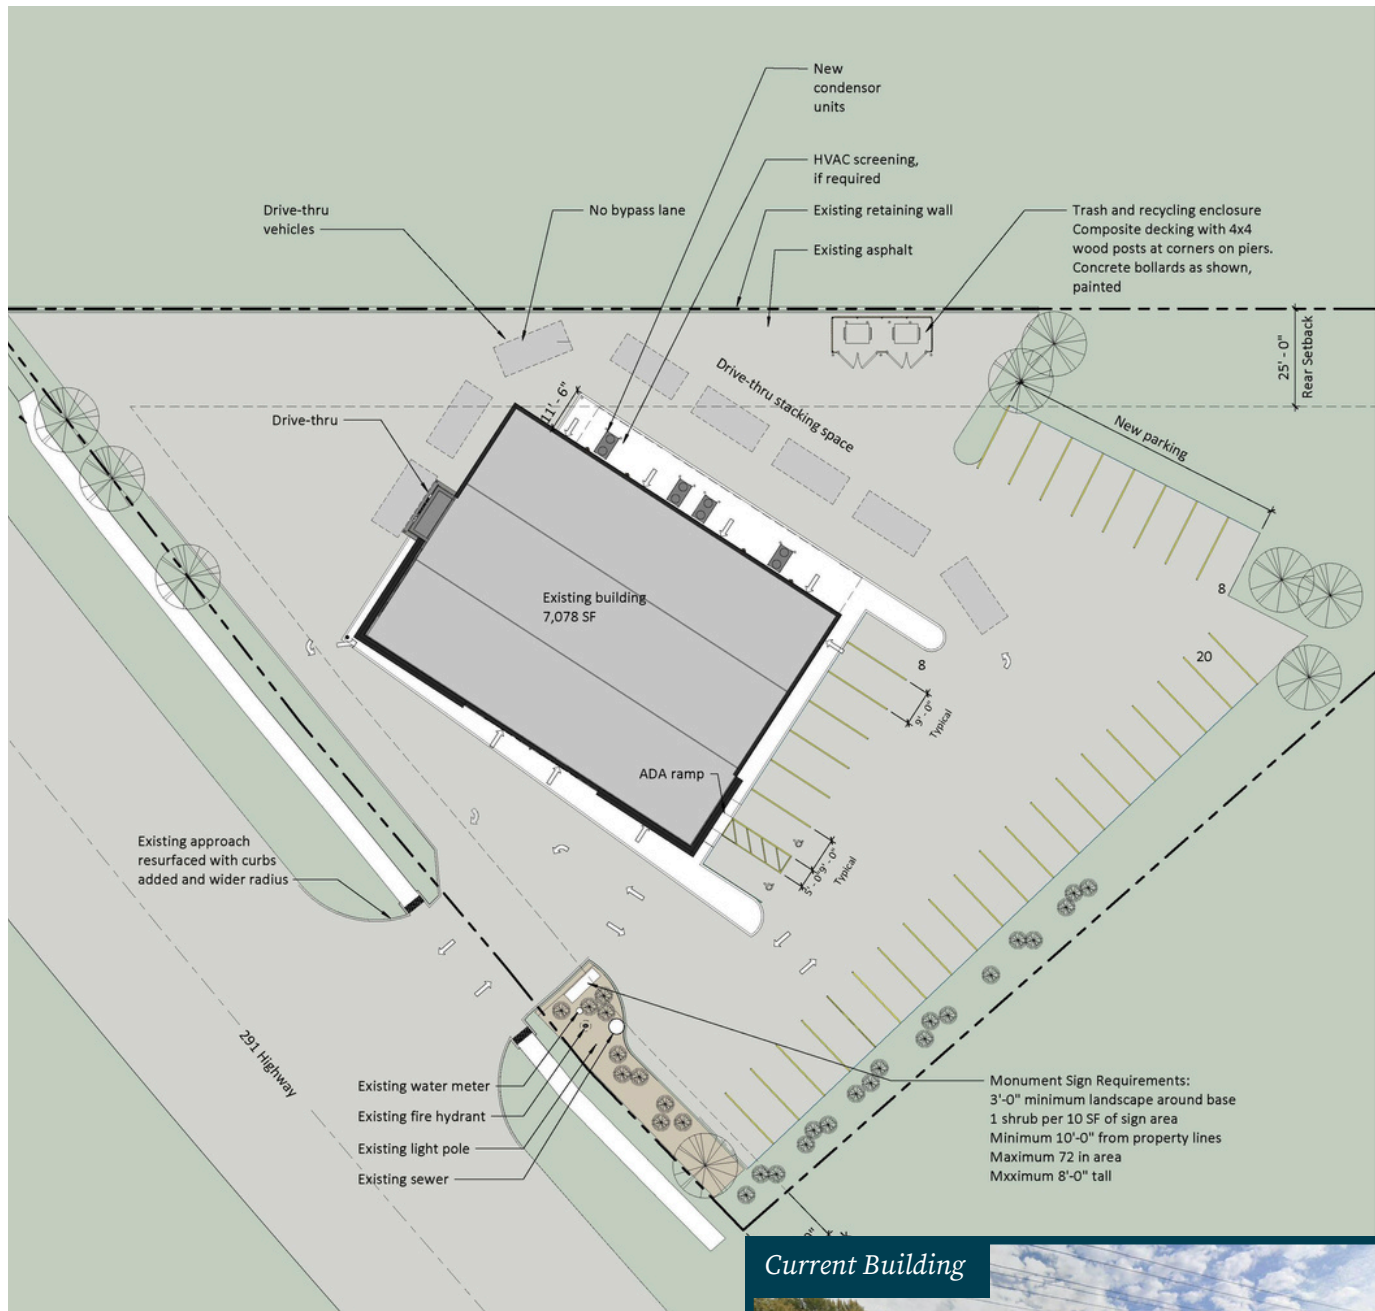 New
condensor
units
HVAC screening,
if required
Drive-thru
vehicles
No bypass lane
Existing retaining wall
Existing asphalt
Trash and recycling enclosure
Composite decking with 4x4
wood posts at corners on piers.
Concrete bollards as shown,
painted
25' - 0"
Rear Setback
11' - 6"
Drive-thru stacking space
New parking
Drive-thru
Existing building
7,078 SF
8
8
20
9' - 0"
Typical
ADA ramp
9' - 0"
5' - 0"
Typical
Existing approach
resurfaced with curbs
added and wider radius
291 Highway
Existing water meter
Existing fire hydrant
Existing light pole
Existing sewer
Monument Sign Requirements:
3'-0" minimum landscape around base
1 shrub per 10 SF of sign area
Minimum 10'-0" from property lines
Maximum 72 in area
Mxximum 8'-0" tall
Current Building